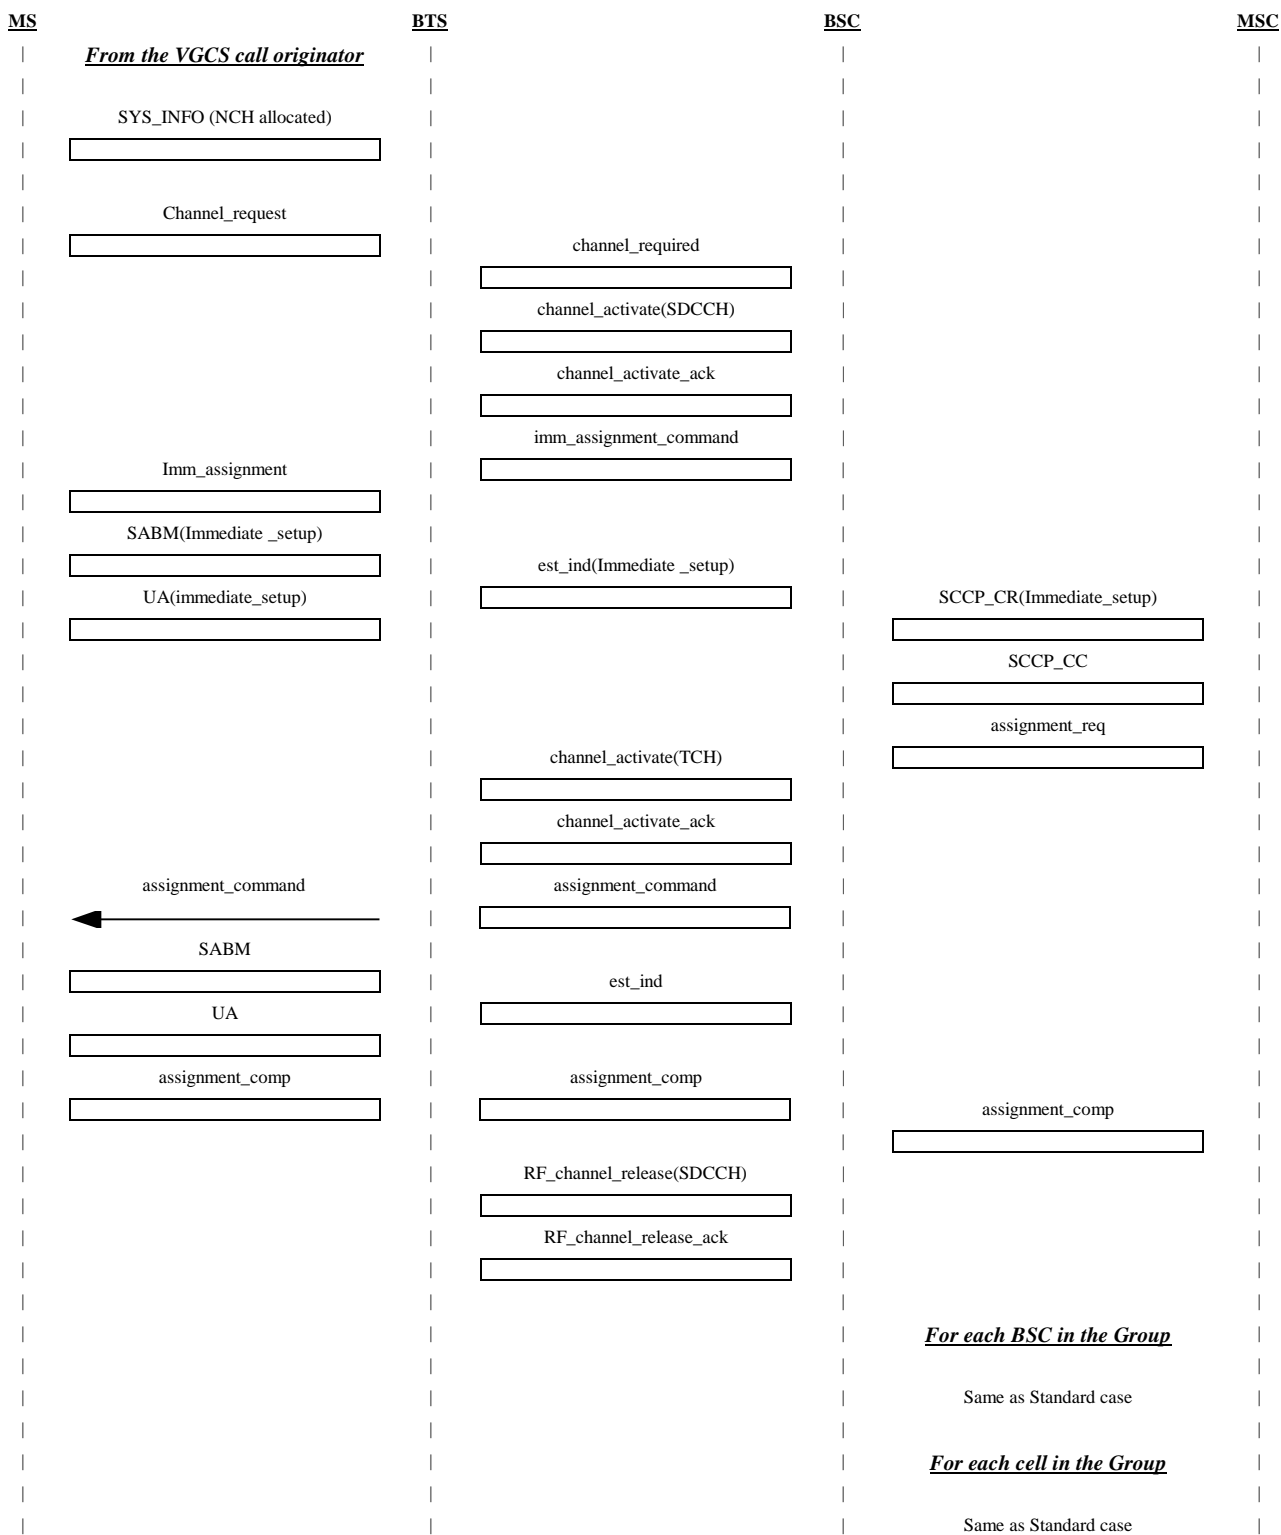 MS BTS BSC MSC
From the VGCS call originator
SYS_INFO (NCH allocated)
Channel_request
channel_required
channel_activate(SDCCH)
channel_activate_ack
imm_assignment_command
Imm_assignment
SABM(Immediate _setup)
est_ind(Immediate _setup)
UA(immediate_setup) SCCP_CR(Immediate_setup)
SCCP_CC
assignment_req
channel_activate(TCH)
channel_activate_ack
assignment_command assignment_command
SABM
est_ind
UA
assignment_comp assignment_comp
assignment_comp
RF_channel_release(SDCCH)
RF_channel_release_ack
For each BSC in the Group
Same as Standard case
For each cell in the Group
Same as Standard case